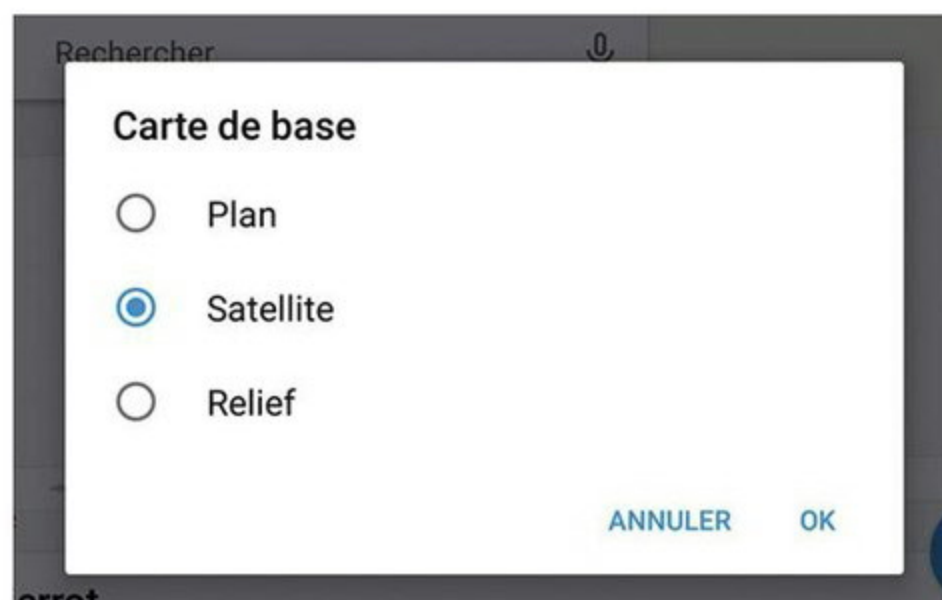 Rechercher
Carte de base
Plan
Satellite
Relief
ANNULER
OK